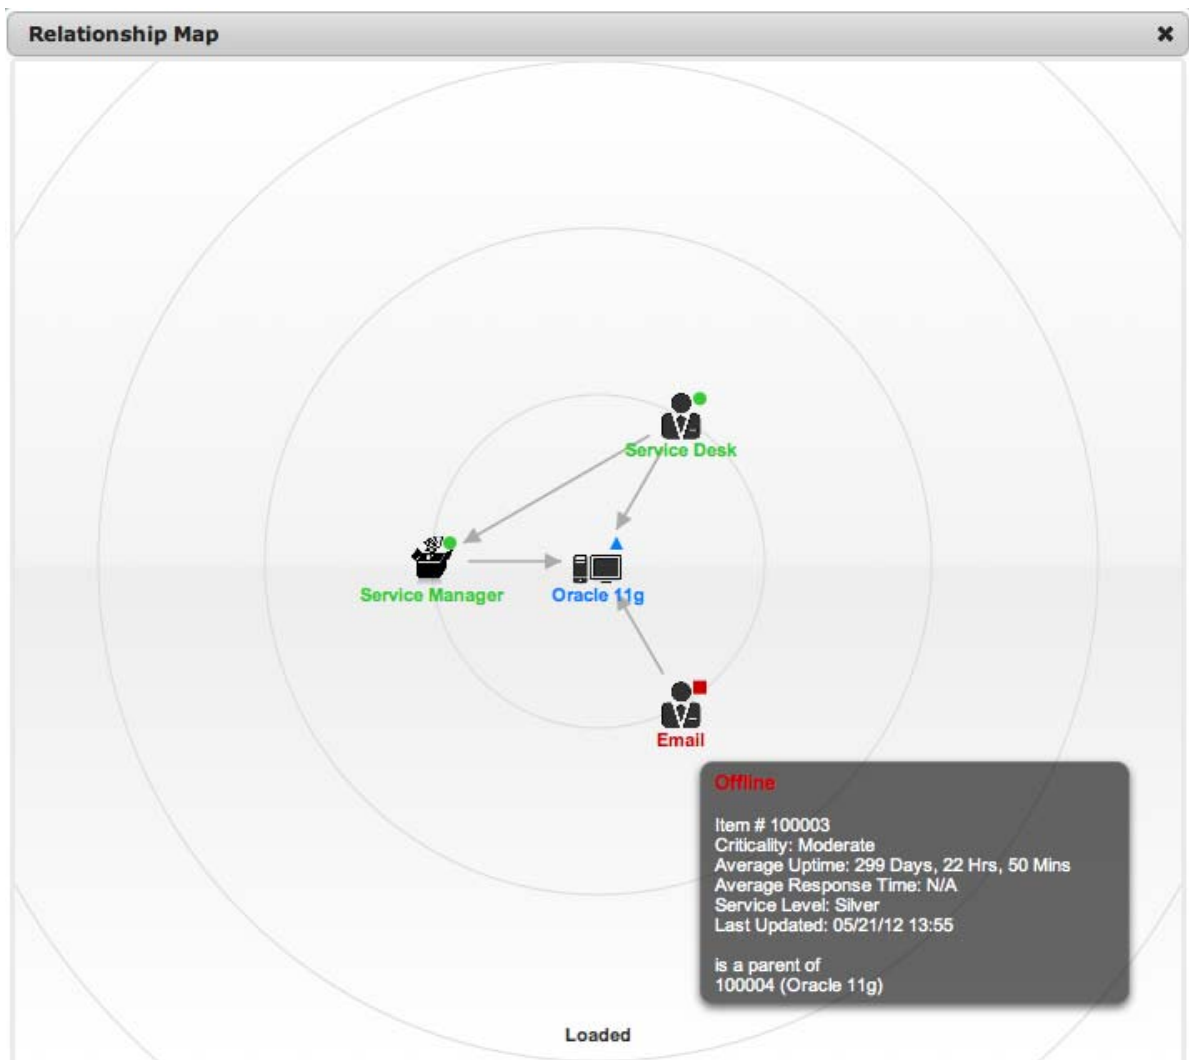 Relationship Map
Service Desk
Service Manager
Oracle 11g
Email
Offline
Item # 100003
Criticality: Moderate
Average Uptime: 299 Days, 22 Hrs, 50 Mins
Average Response Time: N/A
Service Level: Silver
Last Updated: 05/21/12 13:55
is a parent of
100004 (Oracle 11g)
Loaded